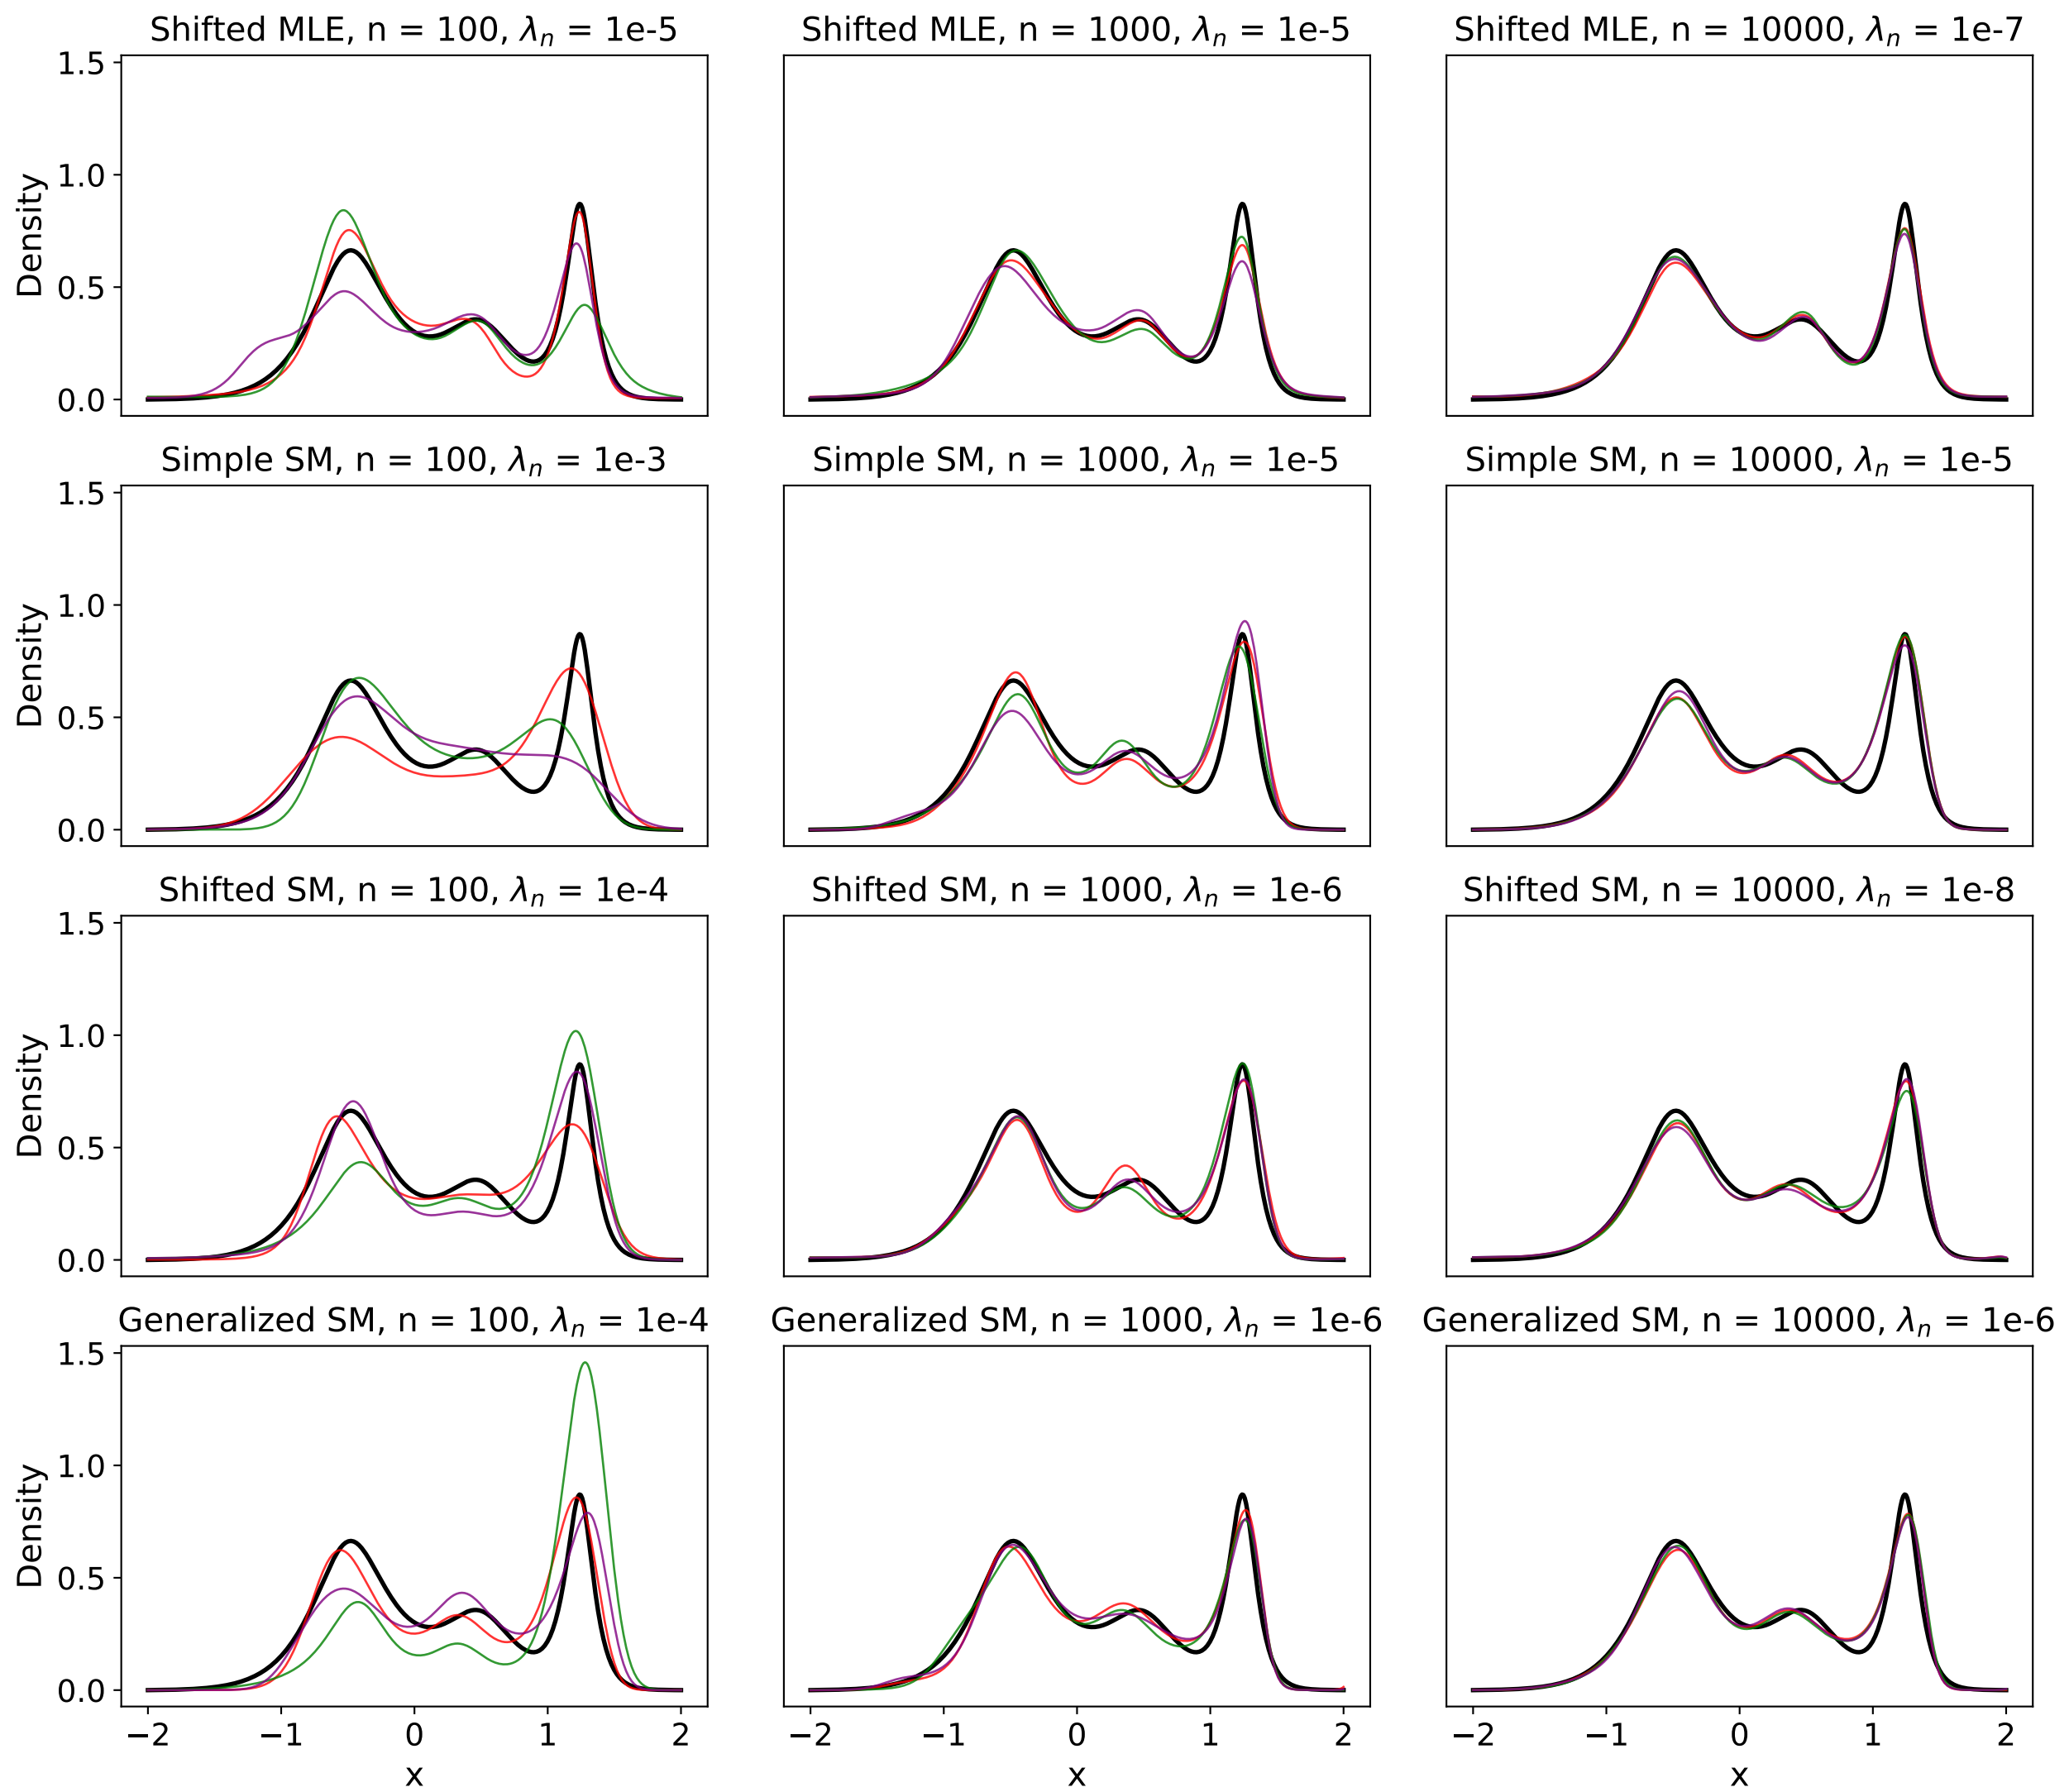 Shifted MLE, n = 100, λn = 1e-5
Shifted MLE, n = 1000, λn = 1e-5
Shifted MLE, n = 10000, λn = 1e-7
1.5
1.0
0.5
0.0
Density
Simple SM, n = 100, λn = 1e-3
Simple SM, n = 1000, λn = 1e-5
Simple SM, n = 10000, λn = 1e-5
1.5
1.0
0.5
0.0
Density
Shifted SM, n = 100, λn = 1e-4
Shifted SM, n = 1000, λn = 1e-6
Shifted SM, n = 10000, λn = 1e-8
1.5
1.0
0.5
0.0
Density
Generalized SM, n = 100, λn = 1e-4
Generalized SM, n = 1000, λn = 1e-6
Generalized SM, n = 10000, λn = 1e-6
1.5
1.0
0.5
0.0
Density
−2 −1 0 1 2
−2 −1 0 1 2
−2 −1 0 1 2
x
x
x